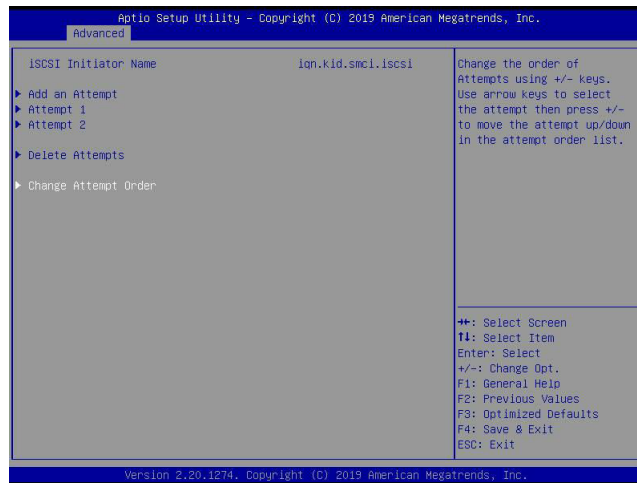 Aptio Setup Utility – Copyright (C) 2019 American Megatrends, Inc.
Advanced
iSCSI Initiator Name iqn.kid.smci.iscsi
Add an Attempt
Attempt 1
Attempt 2
Delete Attempts
Change Attempt Order
Change the order of
Attempts using +/- keys.
Use arrow keys to select
the attempt then press +/-
to move the attempt up/down
in the attempt order list.
→←: Select Screen
↑↓: Select Item
Enter: Select
+/-: Change Opt.
F1: General Help
F2: Previous Values
F3: Optimized Defaults
F4: Save & Exit
ESC: Exit
Version 2.20.1274. Copyright (C) 2019 American Megatrends, Inc.